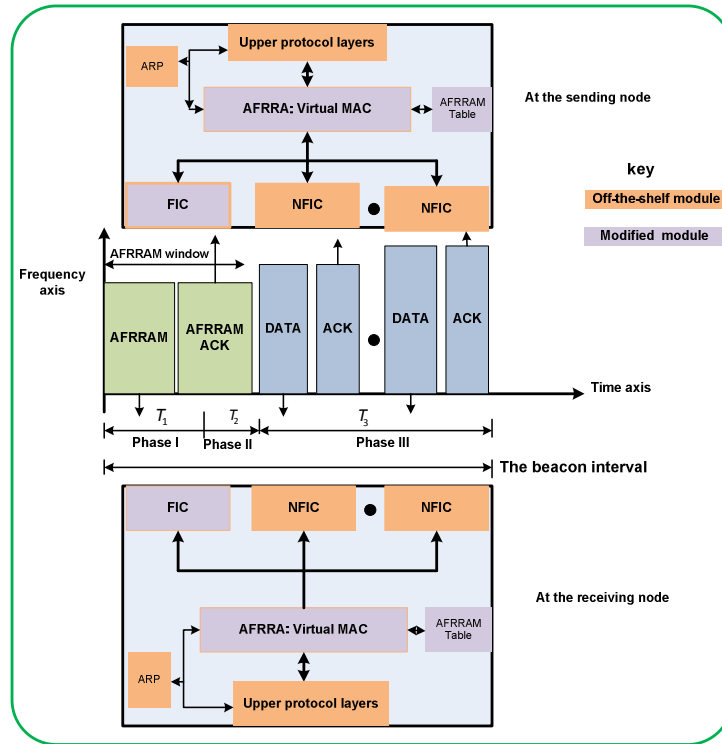 Upper protocol layers
ARP
AFRRA: Virtual MAC
AFRRAM
Table
At the sending node
key
FIC
NFIC
NFIC
Off-the-shelf module
Modified module
AFRRAM window
Frequency
axis
AFRRAM
AFRRAM
ACK
DATA
ACK
DATA
ACK
Time axis
T1
T2
T3
Phase I
Phase II
Phase III
The beacon interval
FIC
NFIC
NFIC
At the receiving node
AFRRA: Virtual MAC
AFRRAM
Table
ARP
Upper protocol layers